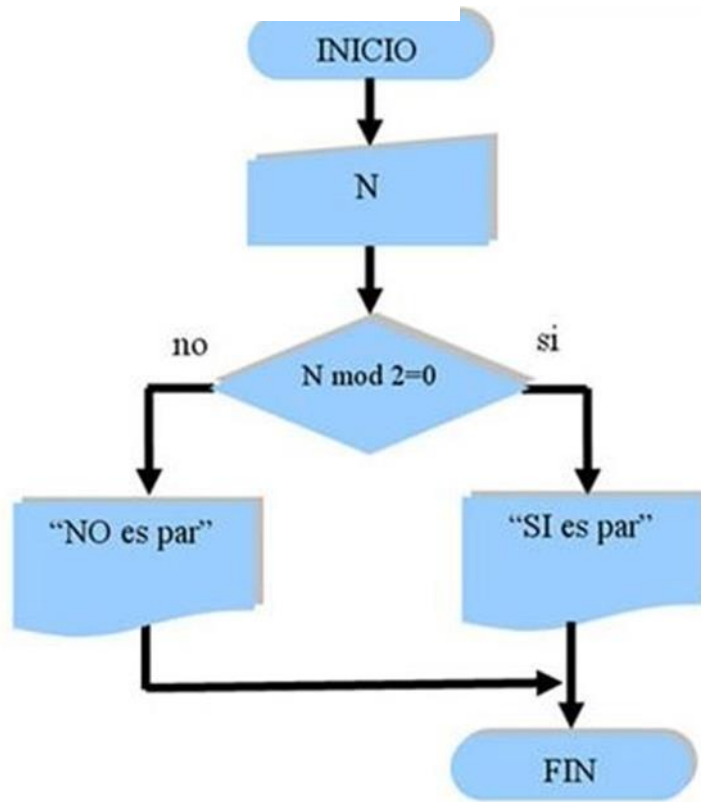 INICIO
N
no
si
N mod 2=0
“NO es par”
“SI es par”
FIN